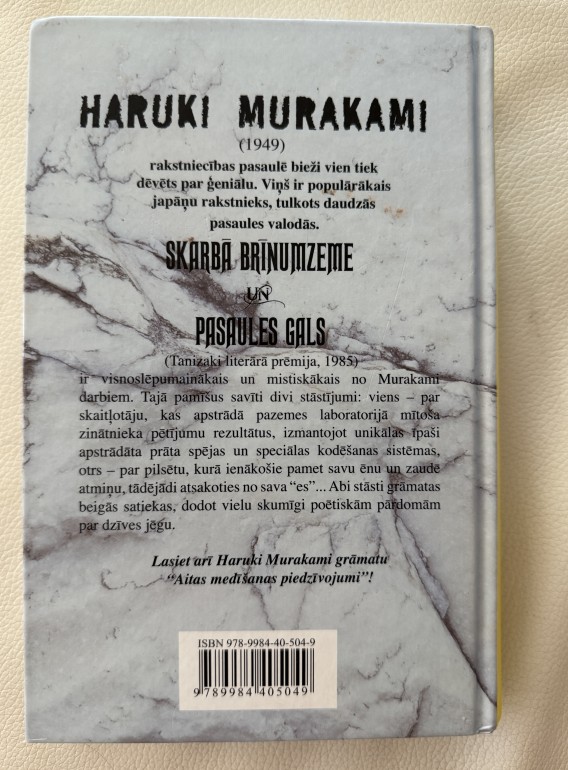 HARUKI MURAKAMI
(1949)
rakstniecības pasaulē bieži vien tiek
dēvēts par ģeniālu. Viņš ir populārākais
japāņu rakstnieks, tulkots daudzās
pasaules valodās.
SKARBĀ BRĪNUMZEME
UN
PASAULES GALS
(Tanizaki literārā prēmija, 1985)
ir visnoslēpumainākais un mistiskākais no Murakami
darbiem. Tajā pamīšus savīti divi stāstījumi: viens – par
skaitļotāju, kas apstrādā pazemes laboratorijā mītoša
zinātnieka pētījumu rezultātus, izmantojot unikālas īpaši
apstrādāta prāta spējas un speciālas kodēšanas sistēmas,
otrs – par pilsētu, kurā ienākošie pamet savu ēnu un zaudē
atmiņu, tādējādi atsakoties no sava “es”... Abi stāsti grāmatas
beigās satiekas, dodot vielu skumīgi poētiskām pārdomām
par dzīves jēgu.
Lasiet arī Haruki Murakami grāmatu
“Aitas medīšanas piedzīvojumi”!
ISBN 978-9984-40-504-9
9 789984 405049